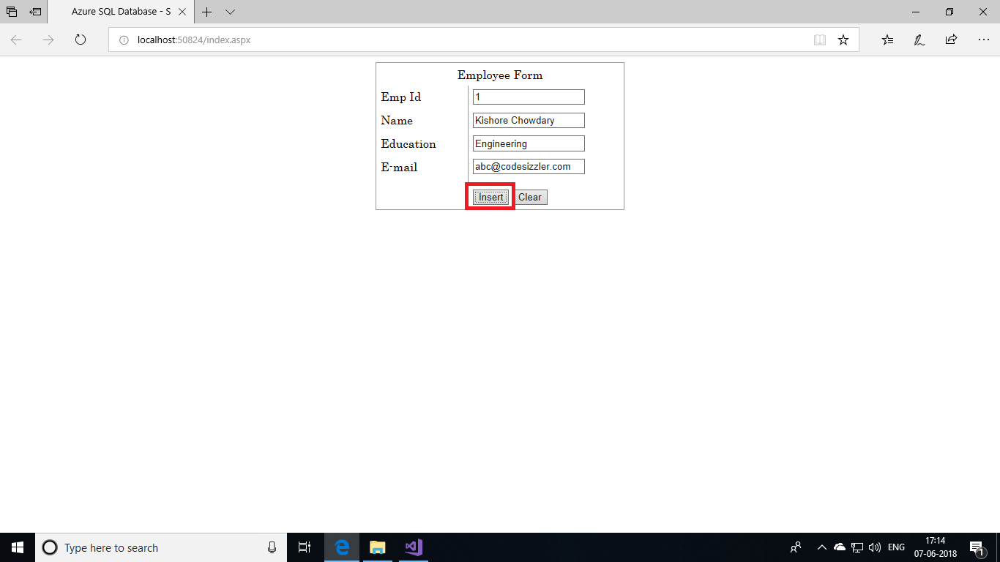 Azure SQL Database - S
localhost:50824/index.aspx
Employee Form
Emp Id 1
Name Kishore Chowdary
Education Engineering
E-mail abc@codesizzler.com
Insert Clear
Type here to search
ENG
17:14
07-06-2018
1